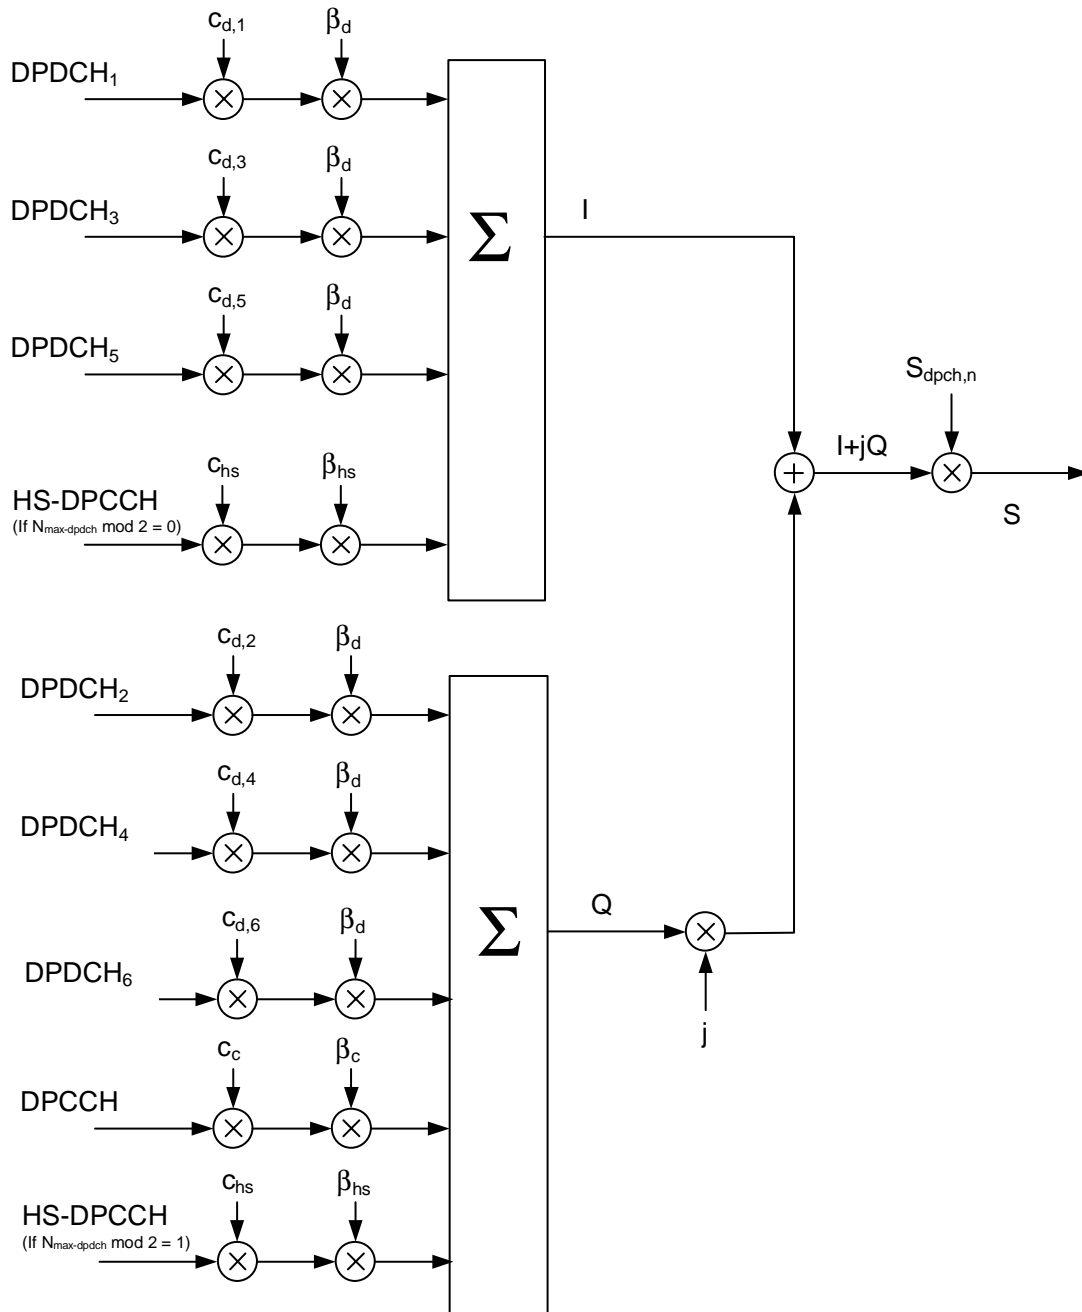 c_d,1 β_d
DPDCH_1
c_d,3 β_d
DPDCH_3
Σ
I
c_d,5 β_d
DPDCH_5
S_dpch,n
I+jQ
S
c_hs β_hs
HS-DPCCH
(If N_max-dpdch mod 2 = 0)
c_d,2 β_d
DPDCH_2
c_d,4 β_d
DPDCH_4
Σ
Q
c_d,6 β_d
DPDCH_6
j
c_c β_c
DPCCH
c_hs β_hs
HS-DPCCH
(If N_max-dpdch mod 2 = 1)